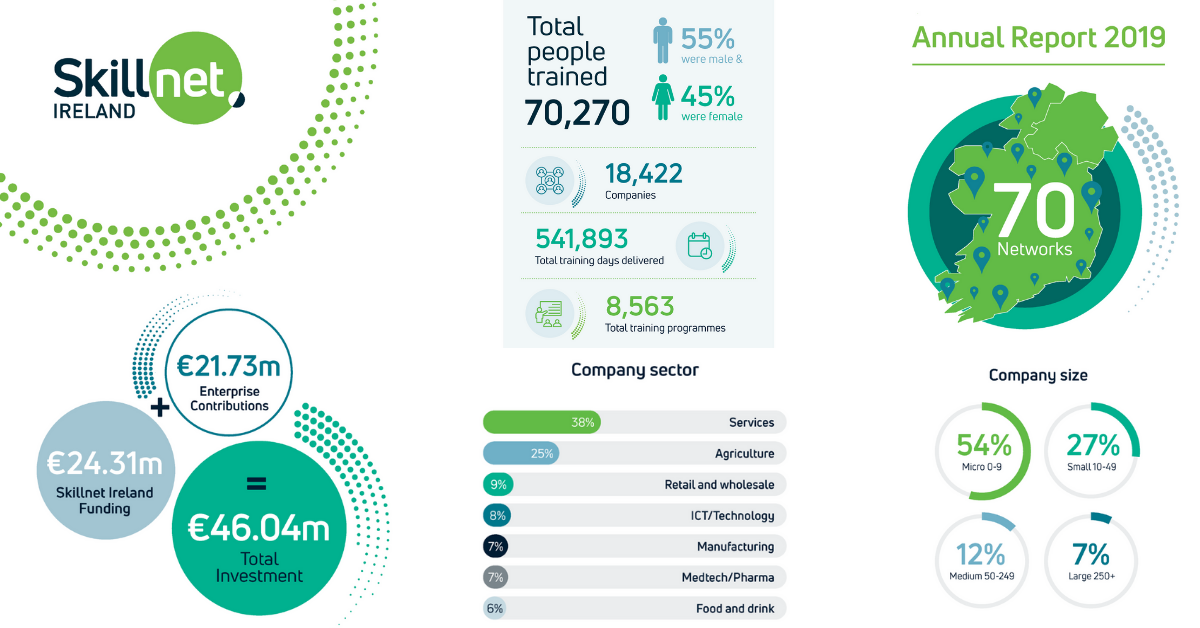 Skillnet
IRELAND
€21.73m
Enterprise
Contributions
+
€24.31m
Skillnet Ireland
Funding
=
€46.04m
Total
Investment
Total
people
trained
70,270
55%
were male &
45%
were female
18,422
Companies
541,893
Total training days delivered
8,563
Total training programmes
Company sector
38% Services
25% Agriculture
9% Retail and wholesale
8% ICT/Technology
7% Manufacturing
7% Medtech/Pharma
6% Food and drink
Annual Report 2019
70
Networks
Company size
54%
Micro 0-9
27%
Small 10-49
12%
Medium 50-249
7%
Large 250+